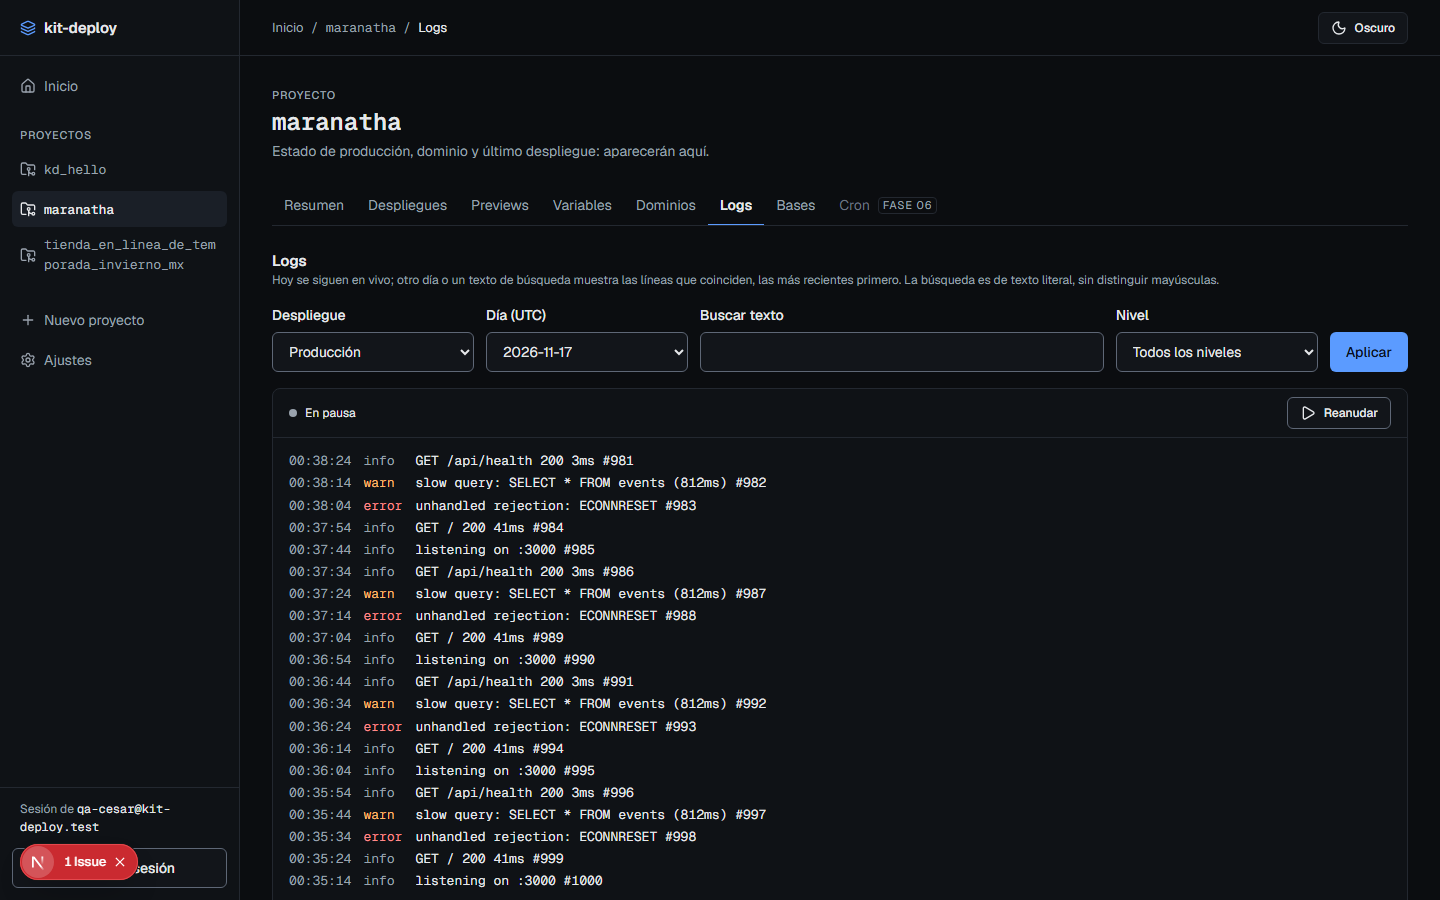 kit-deploy
Inicio / maranatha / Logs
Oscuro
Inicio
PROYECTOS
kd_hello
maranatha
tienda_en_linea_de_tem
porada_invierno_mx
Nuevo proyecto
Ajustes
Sesión de qa-cesar@kit-
deploy.test
1 Issue
sesión
PROYECTO
maranatha
Estado de producción, dominio y último despliegue: aparecerán aquí.
Resumen Despliegues Previews Variables Dominios Logs Bases Cron FASE 06
Logs
Hoy se siguen en vivo; otro día o un texto de búsqueda muestra las líneas que coinciden, las más recientes primero. La búsqueda es de texto literal, sin distinguir mayúsculas.
Despliegue Día (UTC) Buscar texto Nivel
Producción 2026-11-17 Todos los niveles Aplicar
En pausa Reanudar
00:38:24 info GET /api/health 200 3ms #981
00:38:14 warn slow query: SELECT * FROM events (812ms) #982
00:38:04 error unhandled rejection: ECONNRESET #983
00:37:54 info GET / 200 41ms #984
00:37:44 info listening on :3000 #985
00:37:34 info GET /api/health 200 3ms #986
00:37:24 warn slow query: SELECT * FROM events (812ms) #987
00:37:14 error unhandled rejection: ECONNRESET #988
00:37:04 info GET / 200 41ms #989
00:36:54 info listening on :3000 #990
00:36:44 info GET /api/health 200 3ms #991
00:36:34 warn slow query: SELECT * FROM events (812ms) #992
00:36:24 error unhandled rejection: ECONNRESET #993
00:36:14 info GET / 200 41ms #994
00:36:04 info listening on :3000 #995
00:35:54 info GET /api/health 200 3ms #996
00:35:44 warn slow query: SELECT * FROM events (812ms) #997
00:35:34 error unhandled rejection: ECONNRESET #998
00:35:24 info GET / 200 41ms #999
00:35:14 info listening on :3000 #1000